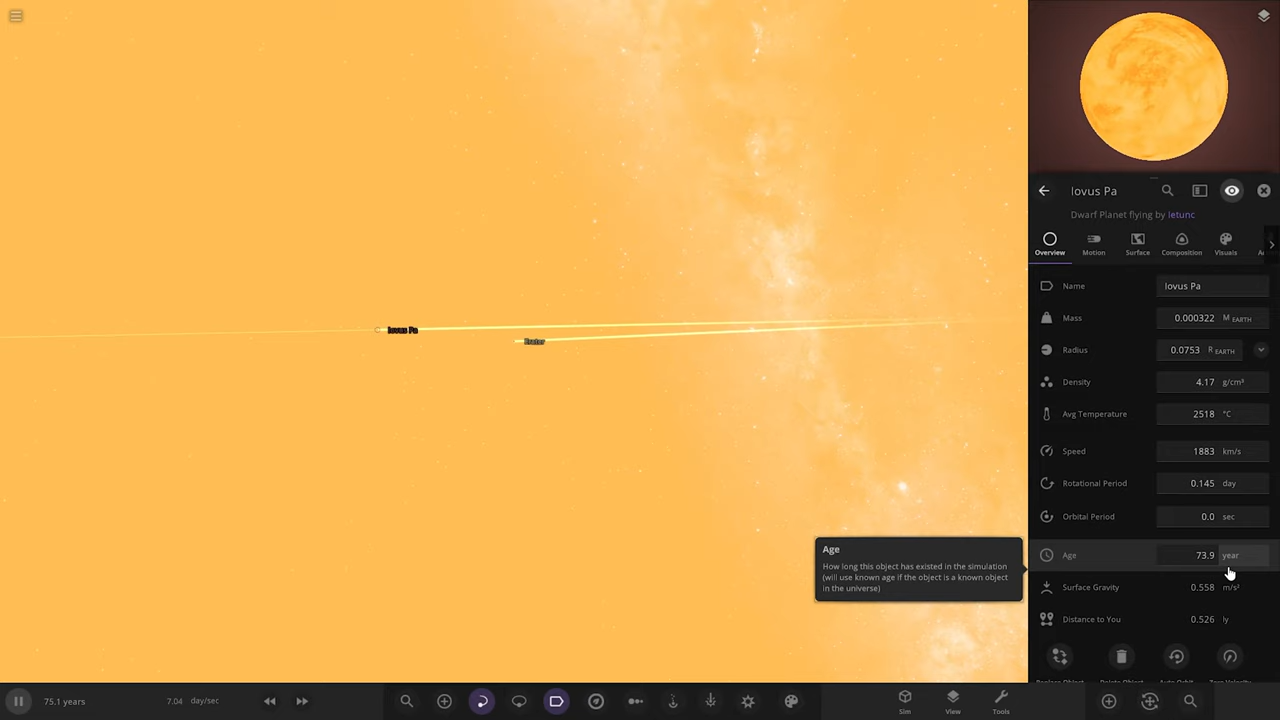 Iovus Pa
Dwarf Planet flying by Ietunc
Overview Motion Surface Composition Visuals
Name Iovus Pa
Mass 0.000322 M EARTH
Radius 0.0753 R EARTH
Density 4.17 g/cm³
Avg Temperature 2518 °C
Speed 1883 km/s
Rotational Period 0.145 day
Orbital Period 0.0 sec
Age 73.9 year
Surface Gravity 0.558 m/s²
Distance to You 0.526 ly
Iovus Pa
Age
How long this object has existed in the simulation
(will use known age if the object is a known object
in the universe)
75.1 years 7.04 day/sec
Sim View Tools